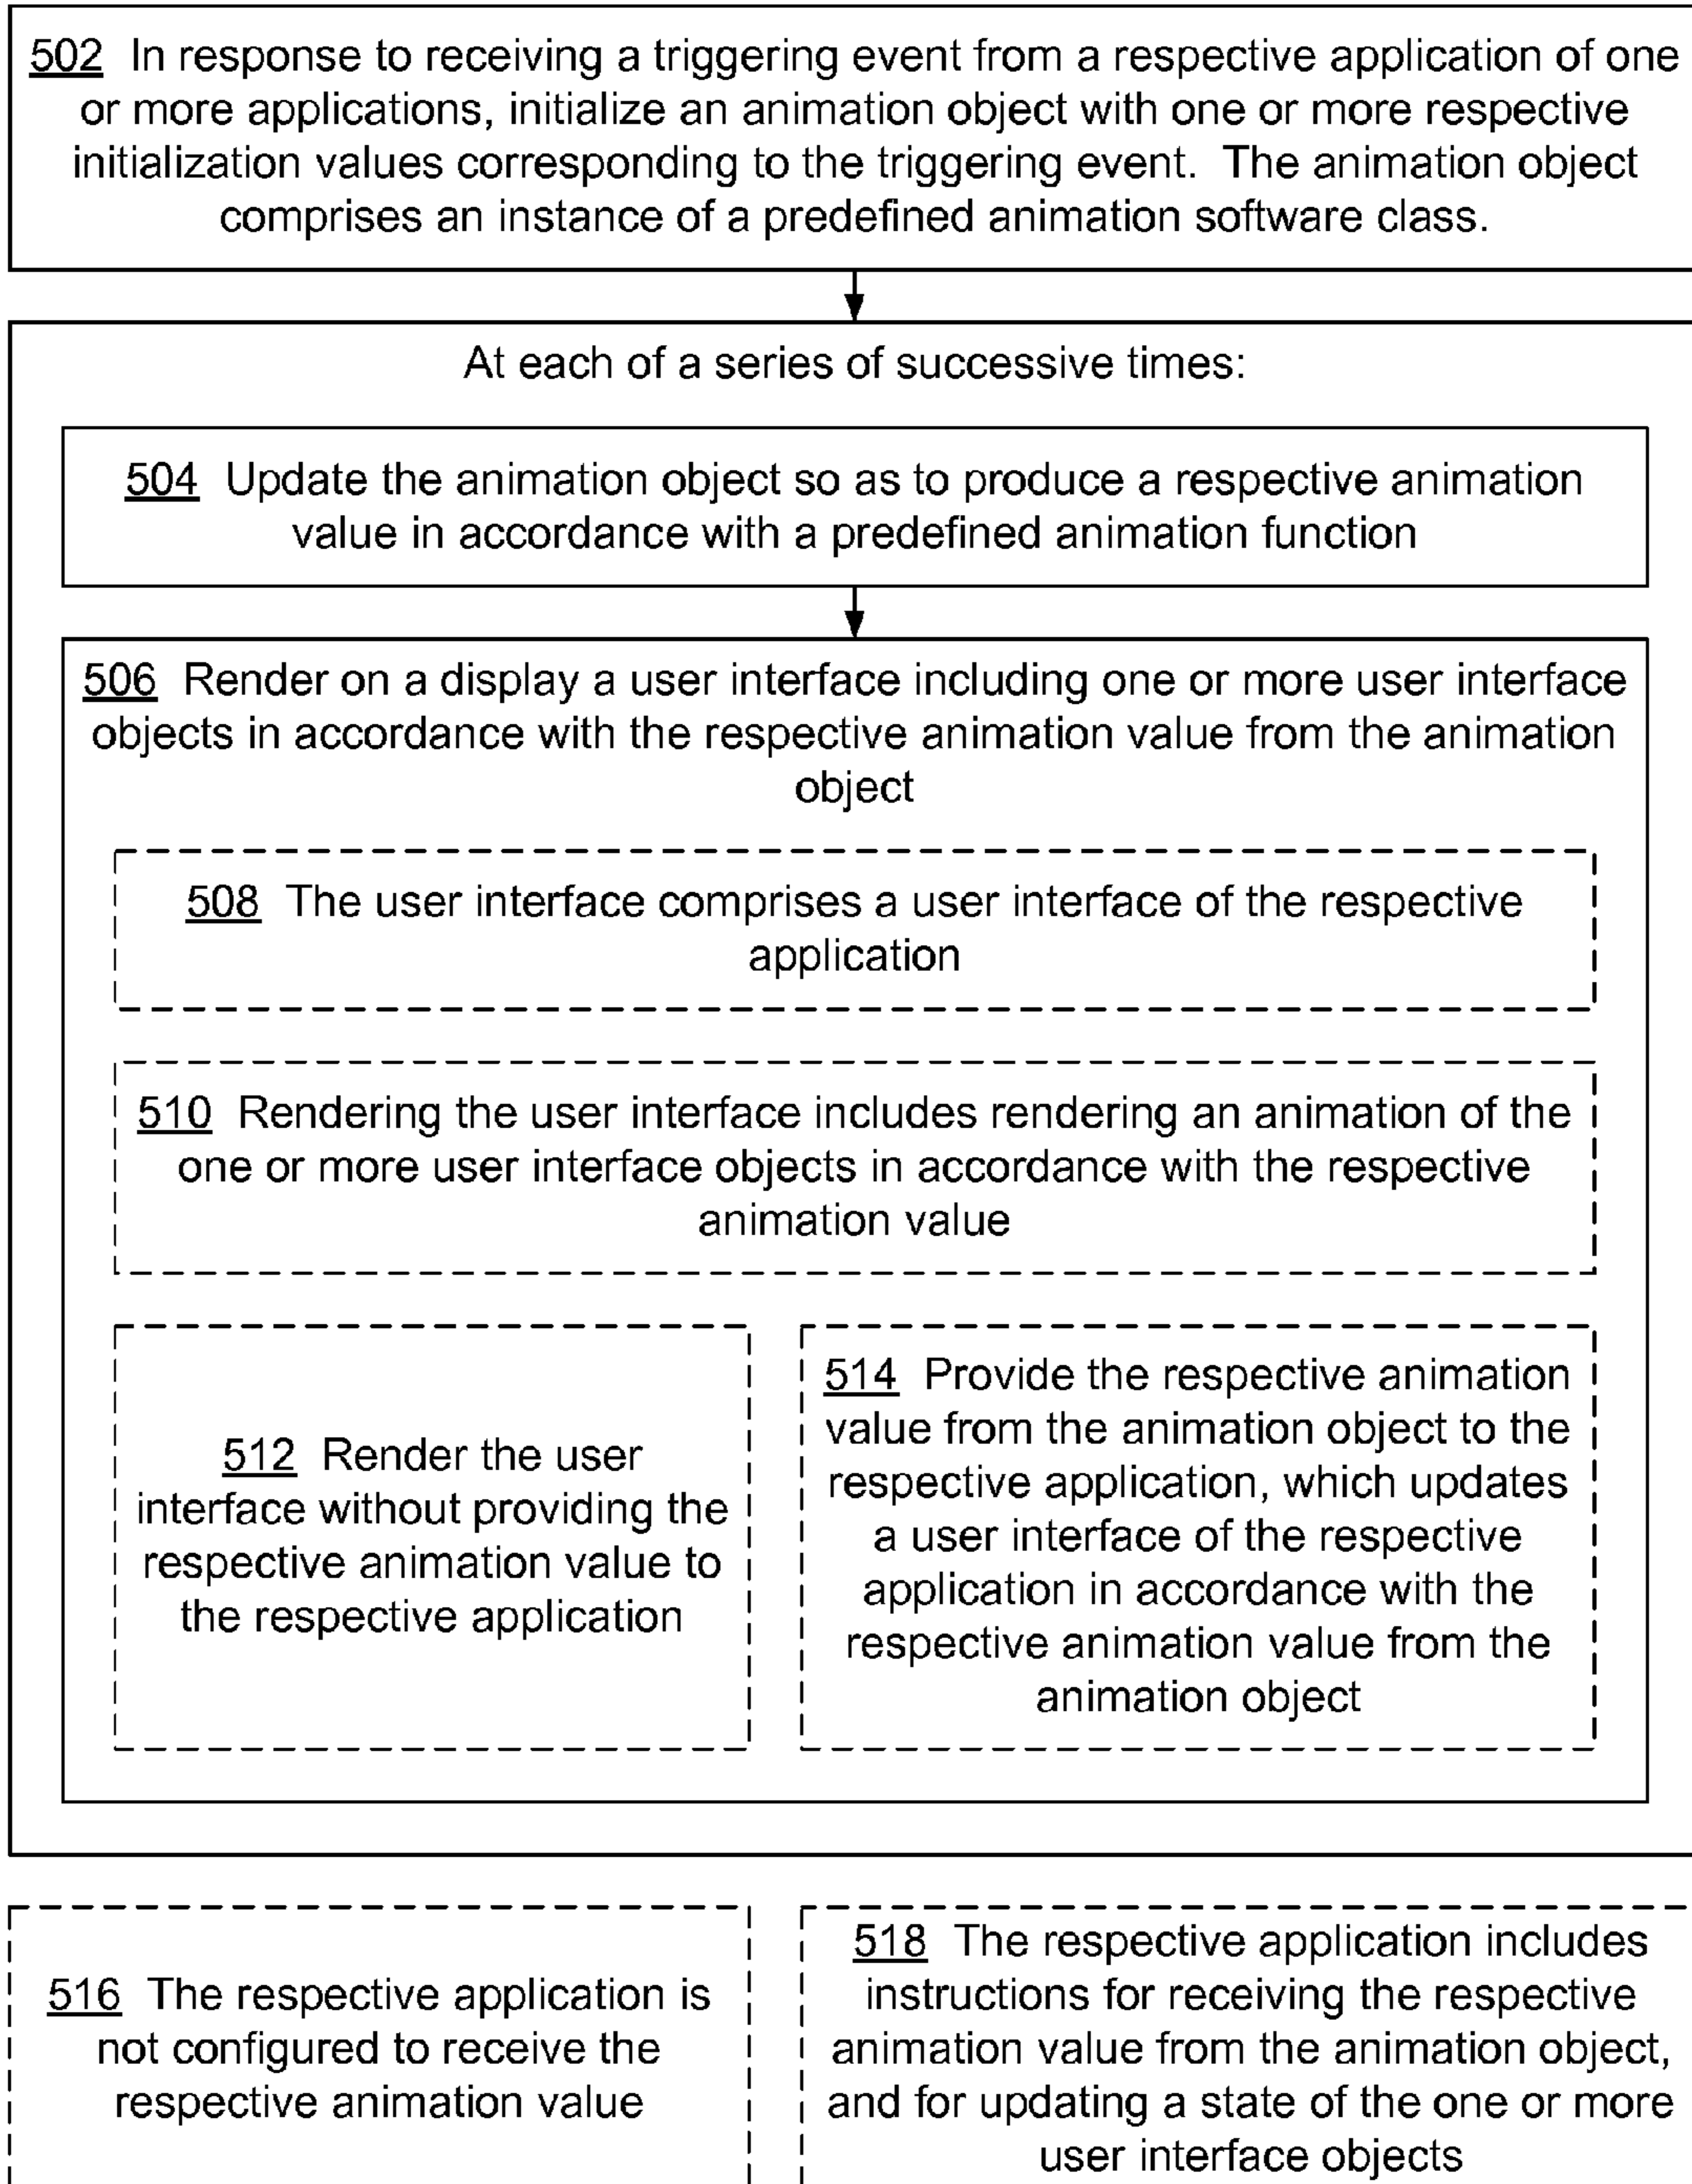 502 In response to receiving a triggering event from a respective application of one
or more applications, initialize an animation object with one or more respective
initialization values corresponding to the triggering event. The animation object
comprises an instance of a predefined animation software class.
At each of a series of successive times:
504 Update the animation object so as to produce a respective animation
value in accordance with a predefined animation function
506 Render on a display a user interface including one or more user interface
objects in accordance with the respective animation value from the animation
object
508 The user interface comprises a user interface of the respective
application
510 Rendering the user interface includes rendering an animation of the
one or more user interface objects in accordance with the respective
animation value
512 Render the user
interface without providing the
respective animation value to
the respective application
514 Provide the respective animation
value from the animation object to the
respective application, which updates
a user interface of the respective
application in accordance with the
respective animation value from the
animation object
516 The respective application is
not configured to receive the
respective animation value
518 The respective application includes
instructions for receiving the respective
animation value from the animation object,
and for updating a state of the one or more
user interface objects